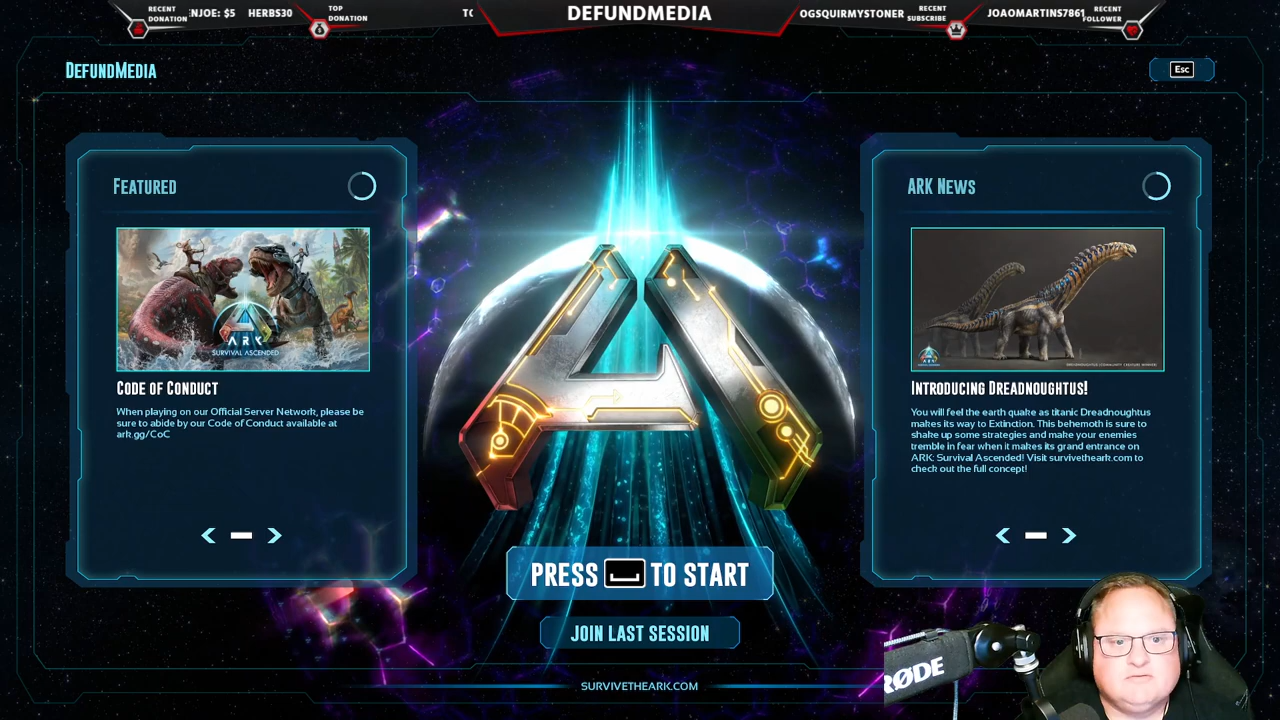 RECENT
DONATION
ENJOE: $5 HERBS30
TOP
DONATION
DEFUNDMEDIA
OGSQUIRMYSTONER
RECENT
SUBSCRIBE
JOAOMARTINS7861
RECENT
FOLLOWER
DEFUNDMEDIA
Esc
FEATURED
ARK
SURVIVAL ASCENDED
CODE OF CONDUCT
When playing on our Official Server Network, please be
sure to abide by our Code of Conduct available at
ark.gg/CoC
ARK NEWS
INTRODUCING DREADNOUGHTUS!
You will feel the earth quake as titanic Dreadnoughtus
makes its way to Extinction. This behemoth is sure to
shake up some strategies and make your enemies
tremble in fear when it makes its grand entrance on
ARK: Survival Ascended! Visit survivetheark.com to
check out the full concept!
PRESS TO START
JOIN LAST SESSION
SURVIVETHEARK.COM
RØDE